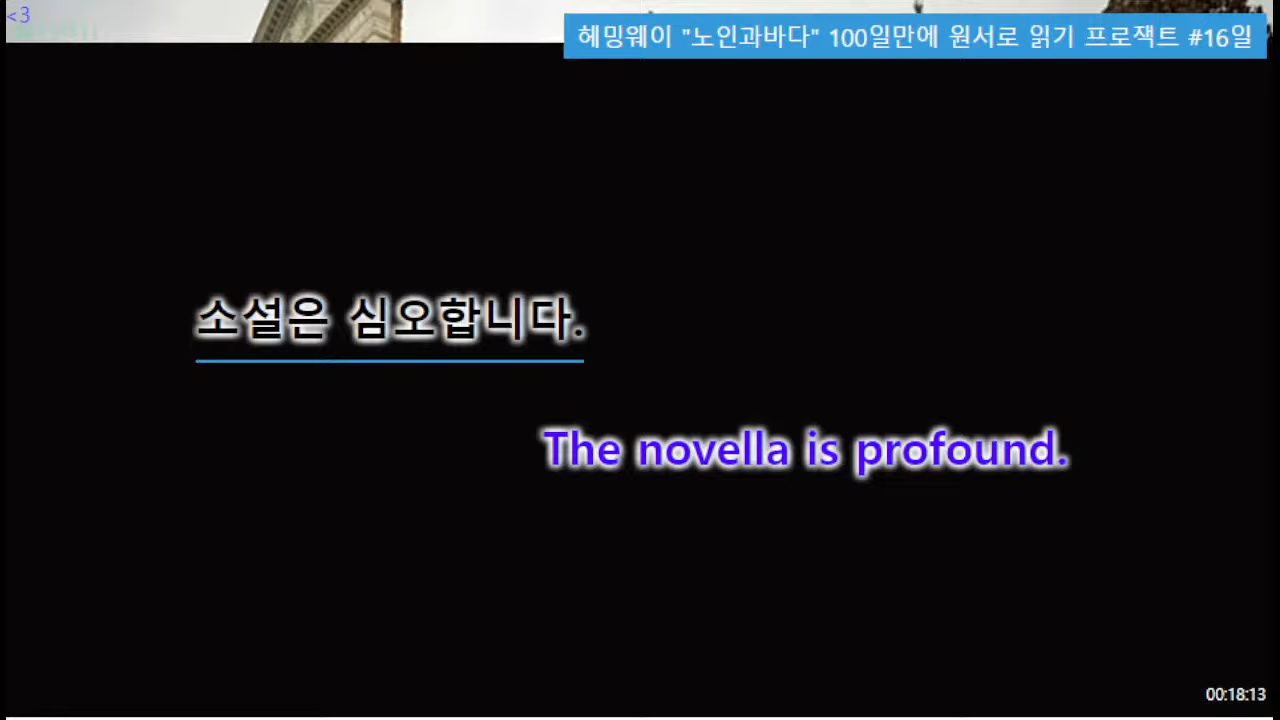 <3
헤밍웨이 "노인과바다" 100일만에 원서로 읽기 프로잭트 #16일
소설은 심오합니다.
The novella is profound.
00:18:13